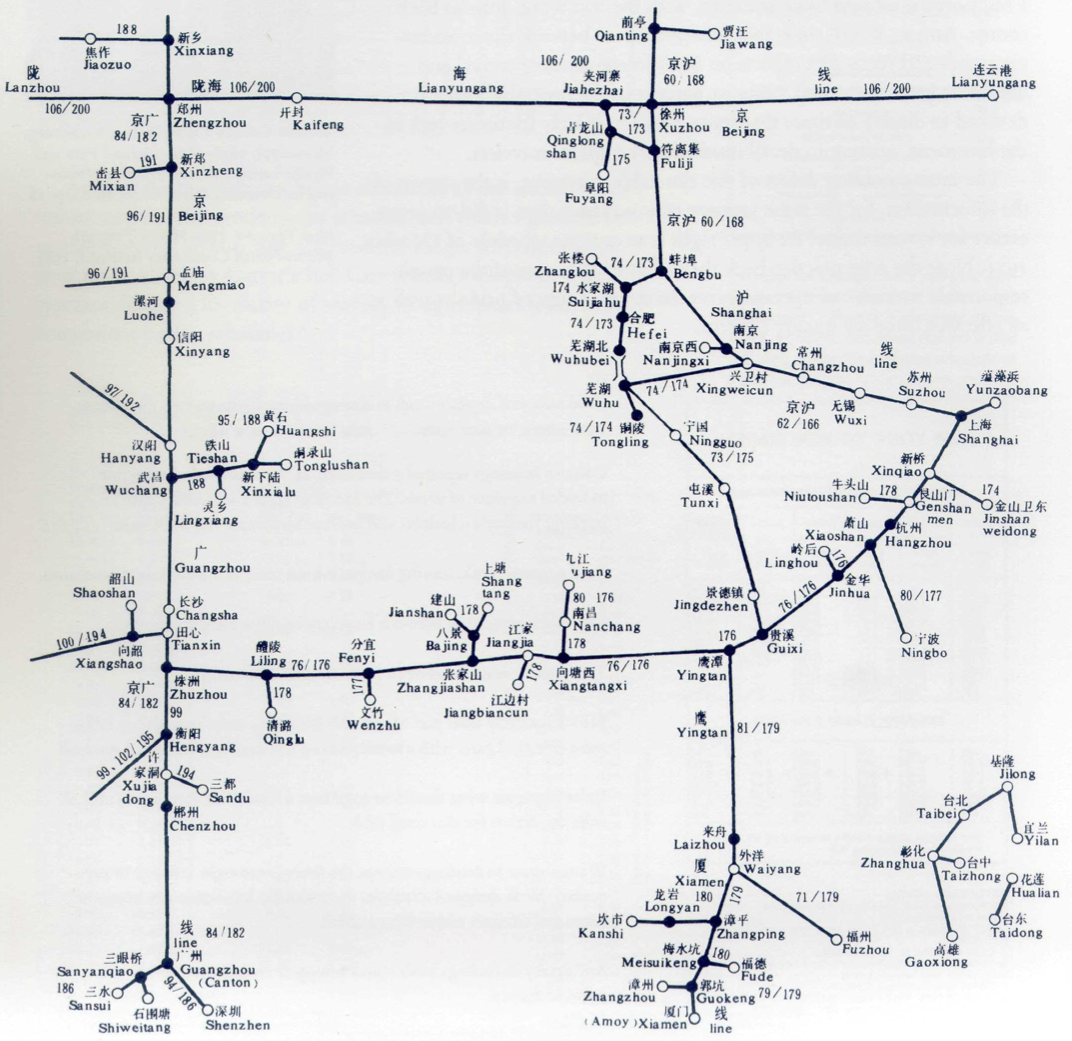 188
焦作
Jiaozuo
新乡
Xinxiang
前亭
Qianting
贾汪
Jiawang
陇
Lanzhou
106/200
陇海 106/200
郑州
Zhengzhou
开封
Kaifeng
海
Lianyungang
106/200
夹河寨
Jiahezhai
京沪
60/168
73/
173
徐州
Xuzhou
线
line
106/200
连云港
Lianyungang
京广
84/182
191
密县
Mixian
新郑
Xinzheng
青龙山
Qinglong
shan
175
阜阳
Fuyang
京
Beijing
符离集
Fuliji
96/191
京
Beijing
京沪 60/168
96/191
孟庙
Mengmiao
漯河
Luohe
信阳
Xinyang
张楼
Zhanglou
74/173
蚌埠
Bengbu
174 水家湖
Suijiahu
74/173
合肥
Hefei
芜湖北
Wuhubei
沪
Shanghai
南京
Nanjing
南京西
Nanjingxi
兴卫村
Xingweicun
常州
Changzhou
线
line
芜湖
Wuhu
74/174
74/174
铜陵
Tongling
京沪
62/166
无锡
Wuxi
苏州
Suzhou
蕴藻浜
Yunzaobang
上海
Shanghai
宁国
Ningguo
73/175
97/192
汉阳
Hanyang
95/188
黄石
Huangshi
铁山
Tieshan
铜录山
Tonglushan
武昌
Wuchang
188
新下陆
Xinxialu
灵乡
Lingxiang
屯溪
Tunxi
新桥
Xinqiao
牛头山
Niutoushan
178
艮山门
Genshan
men
174
金山卫东
Jinshan
weidong
萧山
Xiaoshan
杭州
Hangzhou
岭后
Linghou
176
金华
Jinhua
76/176
80/177
宁波
Ningbo
广
Guangzhou
韶山
Shaoshan
长沙
Changsha
田心
Tianxin
100/194
向韶
Xiangshao
株洲
Zhuzhou
醴陵
Liling
76/176
178
清潞
Qinglu
分宜
Fenyi
177
文竹
Wenzhu
上塘
Shang
tang
建山
Jianshan
178
八景
Bajing
张家山
Zhangjiashan
江家
Jiangjia
178
江边村
Jiangbiancun
九江
ujiang
80 176
南昌
Nanchang
178
向塘西
Xiangtangxi
76/176
176
鹰潭
Yingtan
景德镇
Jingdezhen
贵溪
Guixi
京广
84/182
99
衡阳
Hengyang
99, 102/195
许
家洞
Xujia
dong
194
三都
Sandu
郴州
Chenzhou
鹰
Yingtan
81/179
来舟
Laizhou
外洋
Waiyang
厦
Xiamen
179
71/179
福州
Fuzhou
龙岩
Longyan
180
坎市
Kanshi
漳平
Zhangping
梅水坑
Meisuikeng
180
福德
Fude
漳州
Zhangzhou
郭坑
Guokeng
79/179
厦门
(Amoy) Xiamen
线
line
线
line
84/182
广州
Guangzhou
(Canton)
三眼桥
Sanyanqiao
186 三水
Sansui
石围塘
Shiweitang
94/186
深圳
Shenzhen
基隆
Jilong
台北
Taibei
宜兰
Yilan
彰化
Zhanghua
台中
Taizhong
花莲
Hualian
台东
Taidong
高雄
Gaoxiong